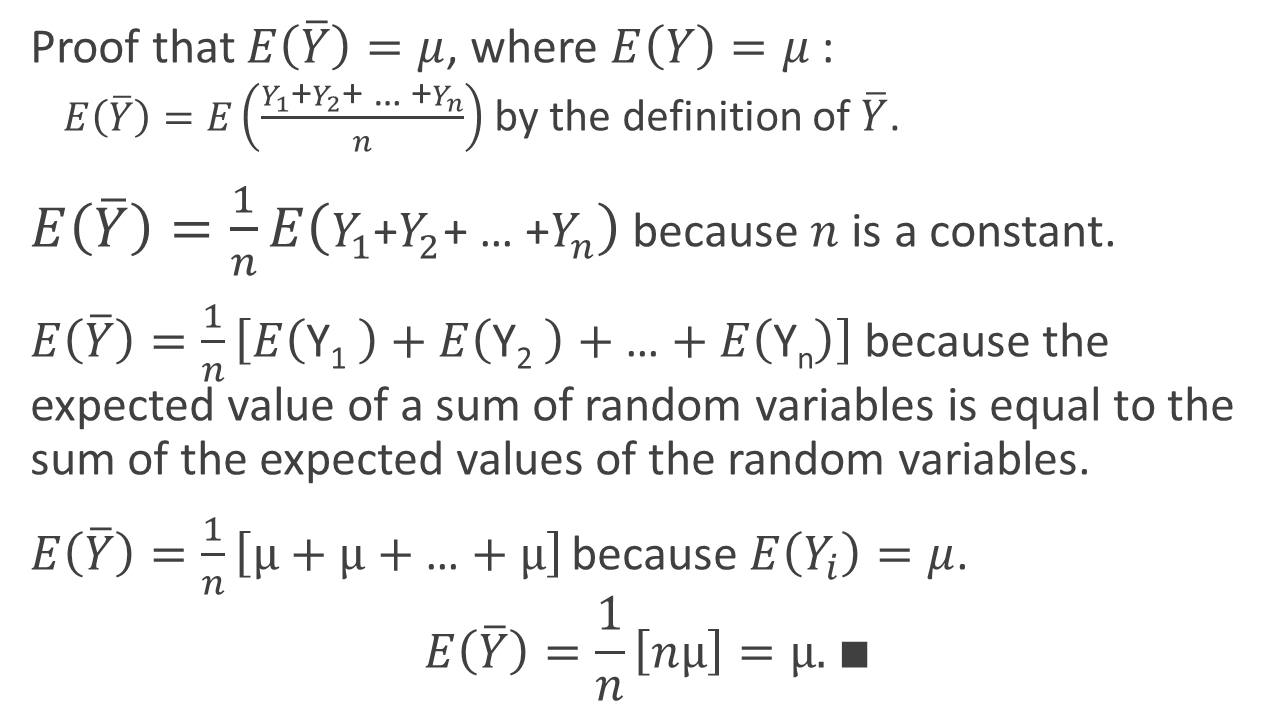 Proof that E(Ȳ) = μ, where E(Y) = μ :
E(Ȳ) = E((Y₁+Y₂+ … +Yₙ)/n) by the definition of Ȳ.
E(Ȳ) = 1/n E(Y₁+Y₂+ … +Yₙ) because n is a constant.
E(Ȳ) = 1/n [E(Y₁ ) + E(Y₂ ) + … + E(Yₙ)] because the
expected value of a sum of random variables is equal to the
sum of the expected values of the random variables.
E(Ȳ) = 1/n [μ + μ + … + μ] because E(Yᵢ) = μ.
E(Ȳ) = 1/n [nμ] = μ. ■